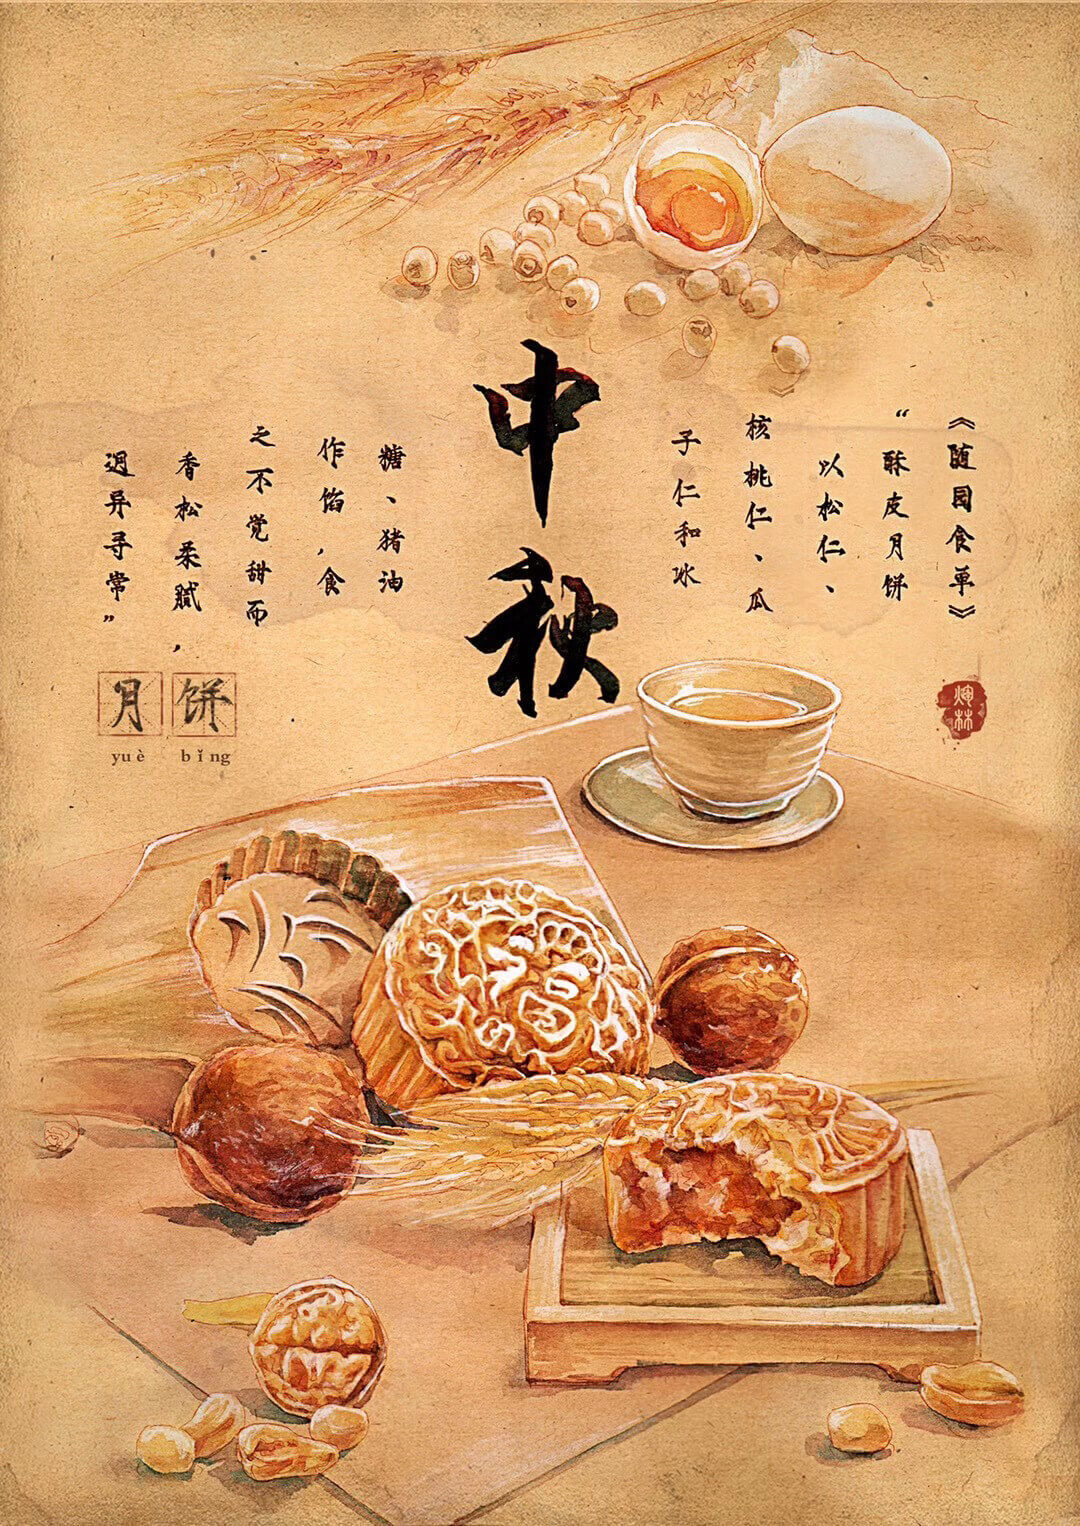 中秋
《随园食单》
“酥皮月饼
以松仁、
核桃仁、瓜
子仁和冰
糖、猪油
作馅，食
之不觉甜而
香松柔腻，
迥异寻常”
月饼
yuè bǐng